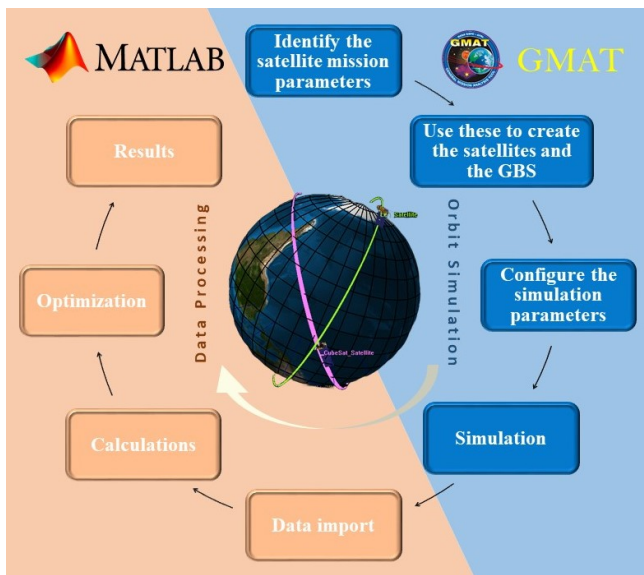 MATLAB
Identify the
satellite mission
parameters
GMAT
GMAT
Use these to create
the satellites and
the GBS
Configure the
simulation
parameters
Simulation
Data import
Calculations
Optimization
Results
Data Processing
Orbit Simulation
Satellite
CubeSat_Satellite